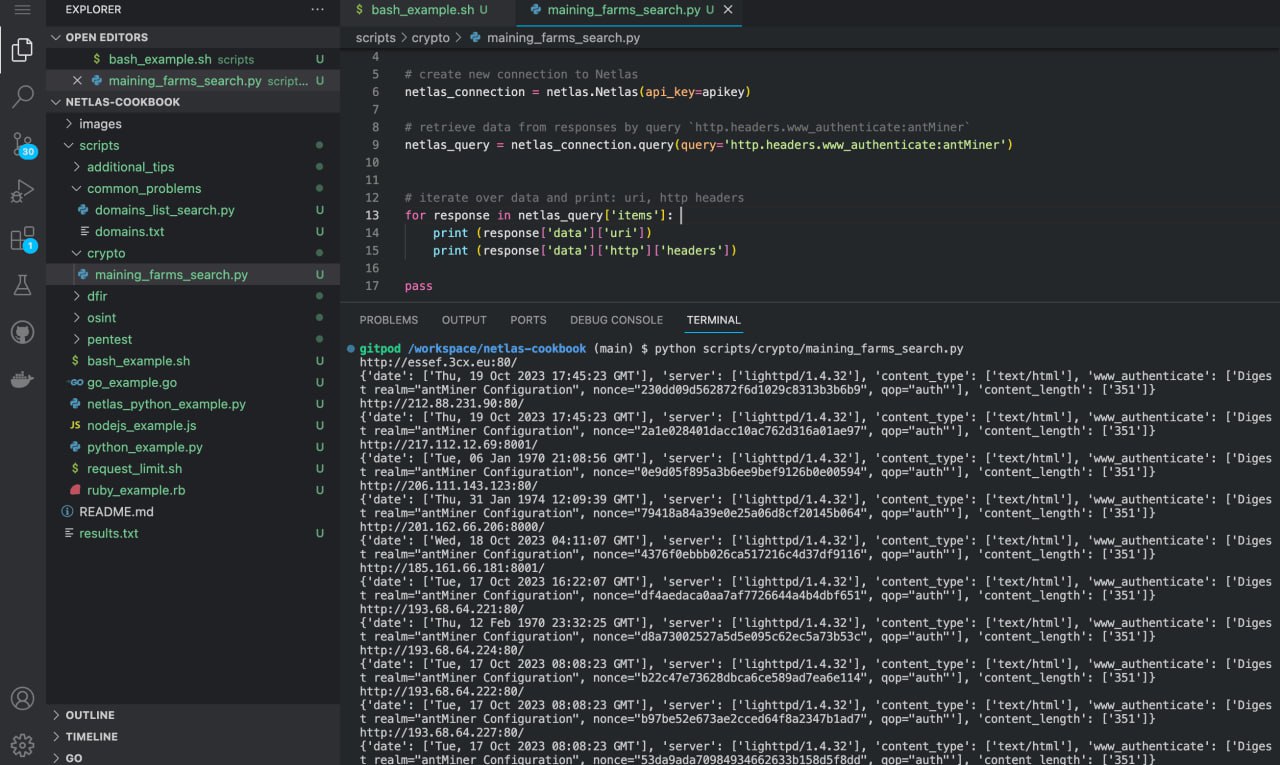 EXPLORER
OPEN EDITORS
$ bash_example.sh scripts U
maining_farms_search.py script... U
NETLAS-COOKBOOK
images
scripts
additional_tips
common_problems
domains_list_search.py U
domains.txt U
crypto
maining_farms_search.py U
dfir
osint
pentest
$ bash_example.sh U
GO go_example.go U
netlas_python_example.py U
JS nodejs_example.js U
python_example.py U
$ request_limit.sh U
ruby_example.rb U
README.md
results.txt U
OUTLINE
TIMELINE
GO
30
1
$ bash_example.sh U
maining_farms_search.py U
scripts > crypto > maining_farms_search.py
4
5 # create new connection to Netlas
6 netlas_connection = netlas.Netlas(api_key=apikey)
7
8 # retrieve data from responses by query `http.headers.www_authenticate:antMiner`
9 netlas_query = netlas_connection.query(query='http.headers.www_authenticate:antMiner')
10
11
12 # iterate over data and print: uri, http headers
13 for response in netlas_query['items']:
14 print (response['data']['uri'])
15 print (response['data']['http']['headers'])
16
17 pass
PROBLEMS OUTPUT PORTS DEBUG CONSOLE TERMINAL
gitpod /workspace/netlas-cookbook (main) $ python scripts/crypto/maining_farms_search.py
http://essef.3cx.eu:80/
{'date': ['Thu, 19 Oct 2023 17:45:23 GMT'], 'server': ['lighttpd/1.4.32'], 'content_type': ['text/html'], 'www_authenticate': ['Diges
t realm="antMiner Configuration", nonce="230dd09d562872f6d1029c8313b3b6b9", qop="auth"'], 'content_length': ['351']}
http://212.88.231.90:80/
{'date': ['Thu, 19 Oct 2023 17:45:23 GMT'], 'server': ['lighttpd/1.4.32'], 'content_type': ['text/html'], 'www_authenticate': ['Diges
t realm="antMiner Configuration", nonce="2a1e028401dacc10ac762d316a01ae97", qop="auth"'], 'content_length': ['351']}
http://217.112.12.69:8001/
{'date': ['Tue, 06 Jan 1970 21:08:56 GMT'], 'server': ['lighttpd/1.4.32'], 'content_type': ['text/html'], 'www_authenticate': ['Diges
t realm="antMiner Configuration", nonce="0e9d05f895a3b6ee9bef9126b0e00594", qop="auth"'], 'content_length': ['351']}
http://206.111.143.123:80/
{'date': ['Thu, 31 Jan 1974 12:09:39 GMT'], 'server': ['lighttpd/1.4.32'], 'content_type': ['text/html'], 'www_authenticate': ['Diges
t realm="antMiner Configuration", nonce="79418a84a39e0e25a06d8cf20145b064", qop="auth"'], 'content_length': ['351']}
http://201.162.66.206:8000/
{'date': ['Wed, 18 Oct 2023 04:11:07 GMT'], 'server': ['lighttpd/1.4.32'], 'content_type': ['text/html'], 'www_authenticate': ['Diges
t realm="antMiner Configuration", nonce="4376f0ebbb026ca517216c4d37df9116", qop="auth"'], 'content_length': ['351']}
http://185.161.66.181:8001/
{'date': ['Tue, 17 Oct 2023 16:22:07 GMT'], 'server': ['lighttpd/1.4.32'], 'content_type': ['text/html'], 'www_authenticate': ['Diges
t realm="antMiner Configuration", nonce="df4aedaca0aa7af7726644a4b4dbf651", qop="auth"'], 'content_length': ['351']}
http://193.68.64.221:80/
{'date': ['Thu, 12 Feb 1970 23:32:25 GMT'], 'server': ['lighttpd/1.4.32'], 'content_type': ['text/html'], 'www_authenticate': ['Diges
t realm="antMiner Configuration", nonce="d8a73002527a5d5e095c62ec5a73b53c", qop="auth"'], 'content_length': ['351']}
http://193.68.64.224:80/
{'date': ['Tue, 17 Oct 2023 08:08:23 GMT'], 'server': ['lighttpd/1.4.32'], 'content_type': ['text/html'], 'www_authenticate': ['Diges
t realm="antMiner Configuration", nonce="b22c47e73628dbca6ce589ad7ea6e114", qop="auth"'], 'content_length': ['351']}
http://193.68.64.222:80/
{'date': ['Tue, 17 Oct 2023 08:08:23 GMT'], 'server': ['lighttpd/1.4.32'], 'content_type': ['text/html'], 'www_authenticate': ['Diges
t realm="antMiner Configuration", nonce="b97be52e673ae2cced64f8a2347b1ad7", qop="auth"'], 'content_length': ['351']}
http://193.68.64.227:80/
{'date': ['Tue, 17 Oct 2023 08:08:23 GMT'], 'server': ['lighttpd/1.4.32'], 'content_type': ['text/html'], 'www_authenticate': ['Diges
t realm="antMiner Configuration", nonce="53da9ada70984934662633b158d5f8dd", qop="auth"'], 'content_length': ['351']}